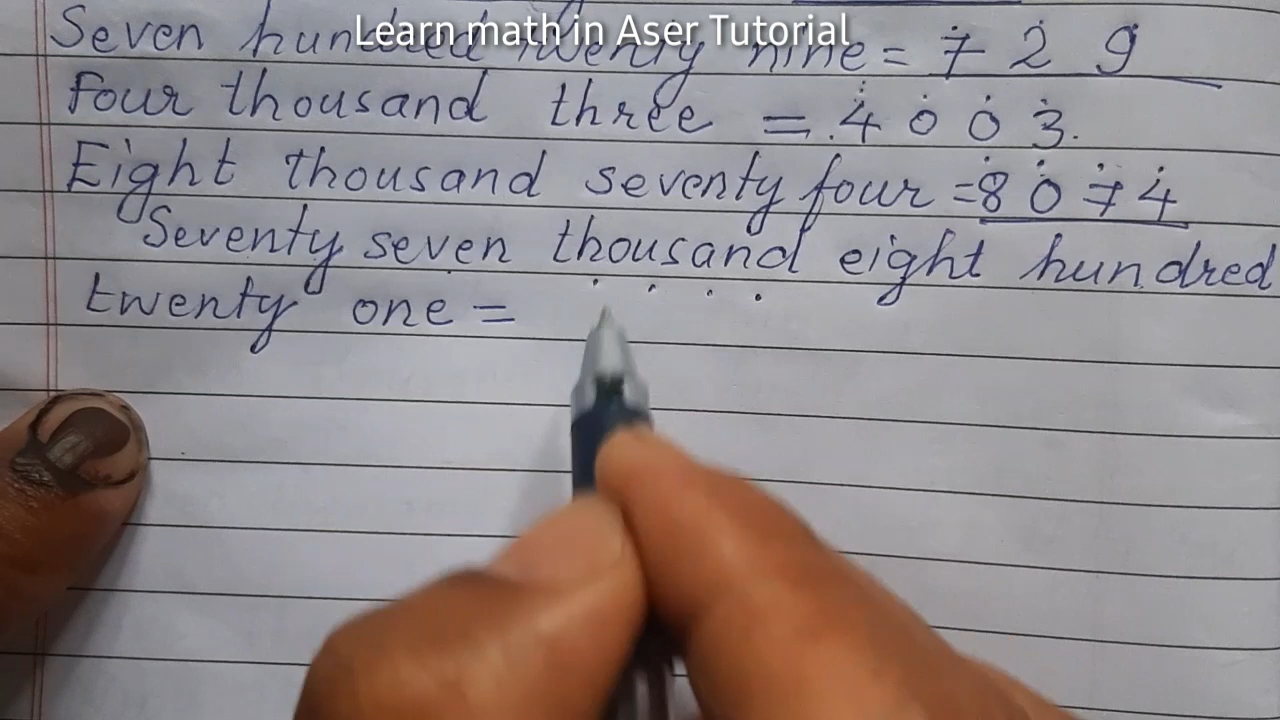 Learn math in Aser Tutorial
Seven hundred twenty nine = 7 2 9
four thousand three = 4 0 0 3.
Eight thousand seventy four = 8 0 7 4
Seventy seven thousand eight hundred
twenty one =